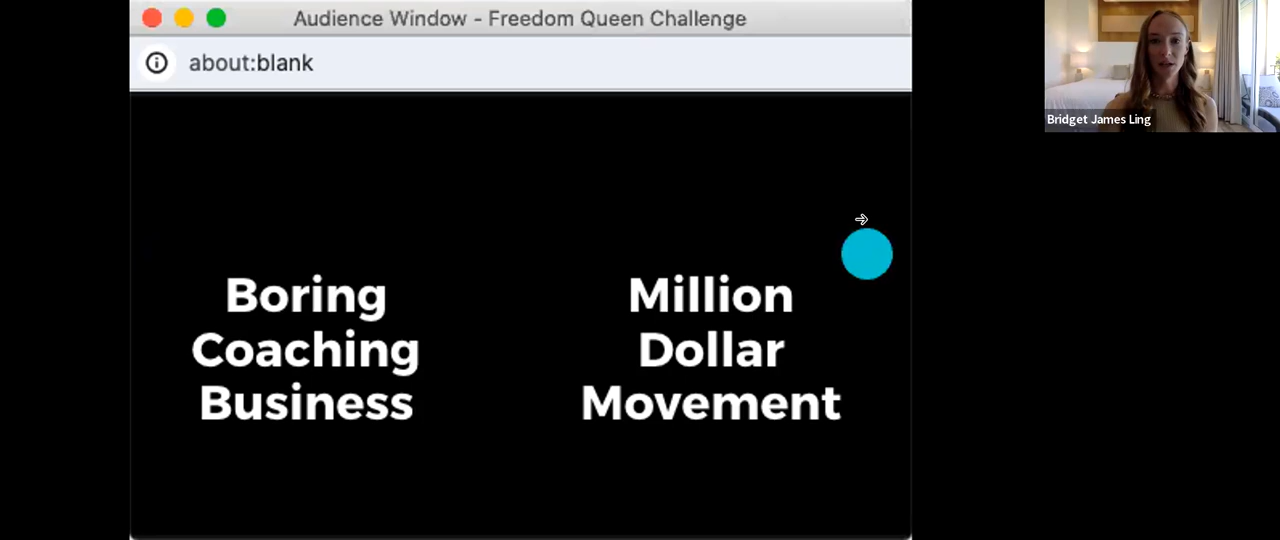 Audience Window - Freedom Queen Challenge
about:blank
Boring
Coaching
Business
Million
Dollar
Movement
Bridget James Ling